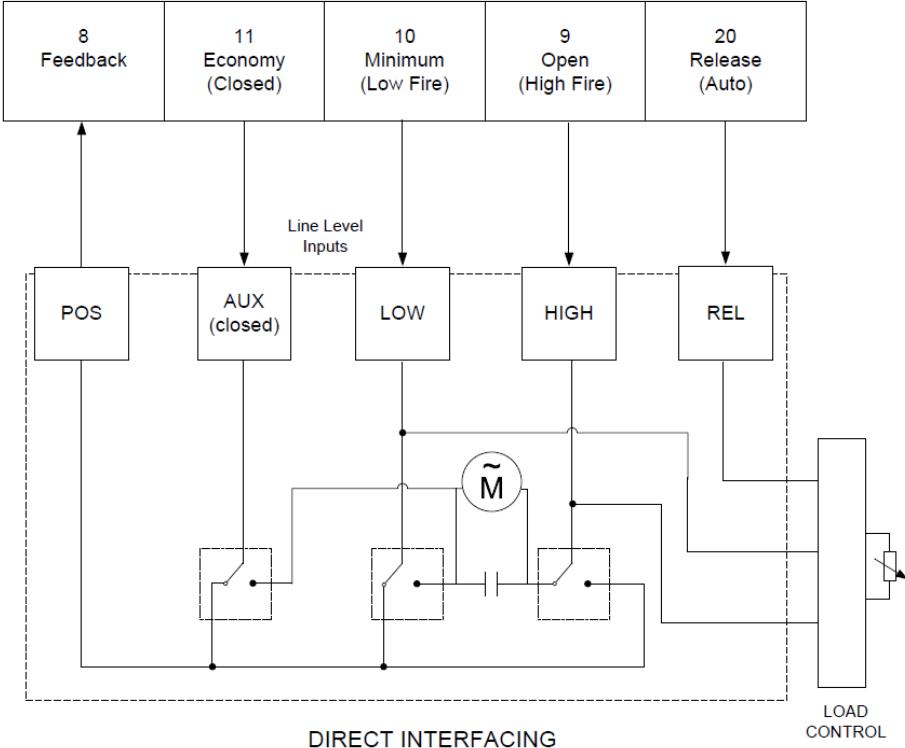 8
Feedback
11
Economy
(Closed)
10
Minimum
(Low Fire)
9
Open
(High Fire)
20
Release
(Auto)
Line Level
Inputs
POS
AUX
(closed)
LOW
HIGH
REL
~
M
LOAD
CONTROL
DIRECT INTERFACING